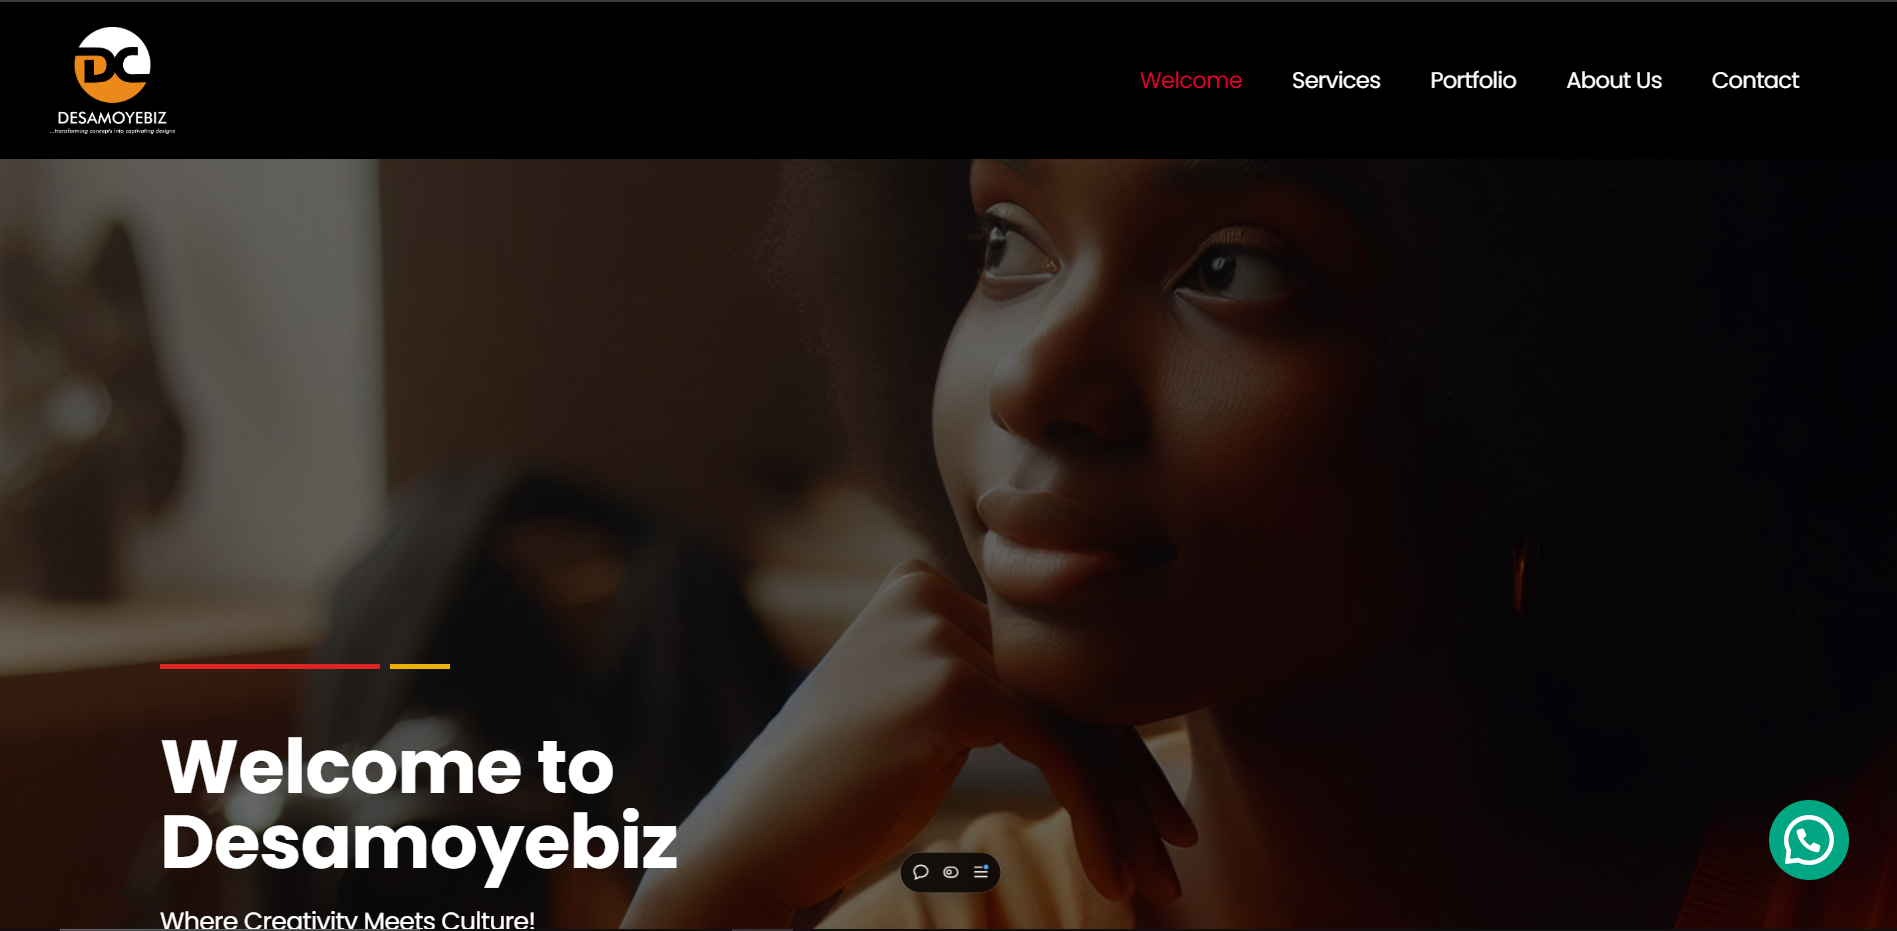 DC
DESAMOYEBIZ
...transforming concepts into captivating designs
Welcome Services Portfolio About Us Contact
Welcome to
Desamoyebiz
Where Creativity Meets Culture!